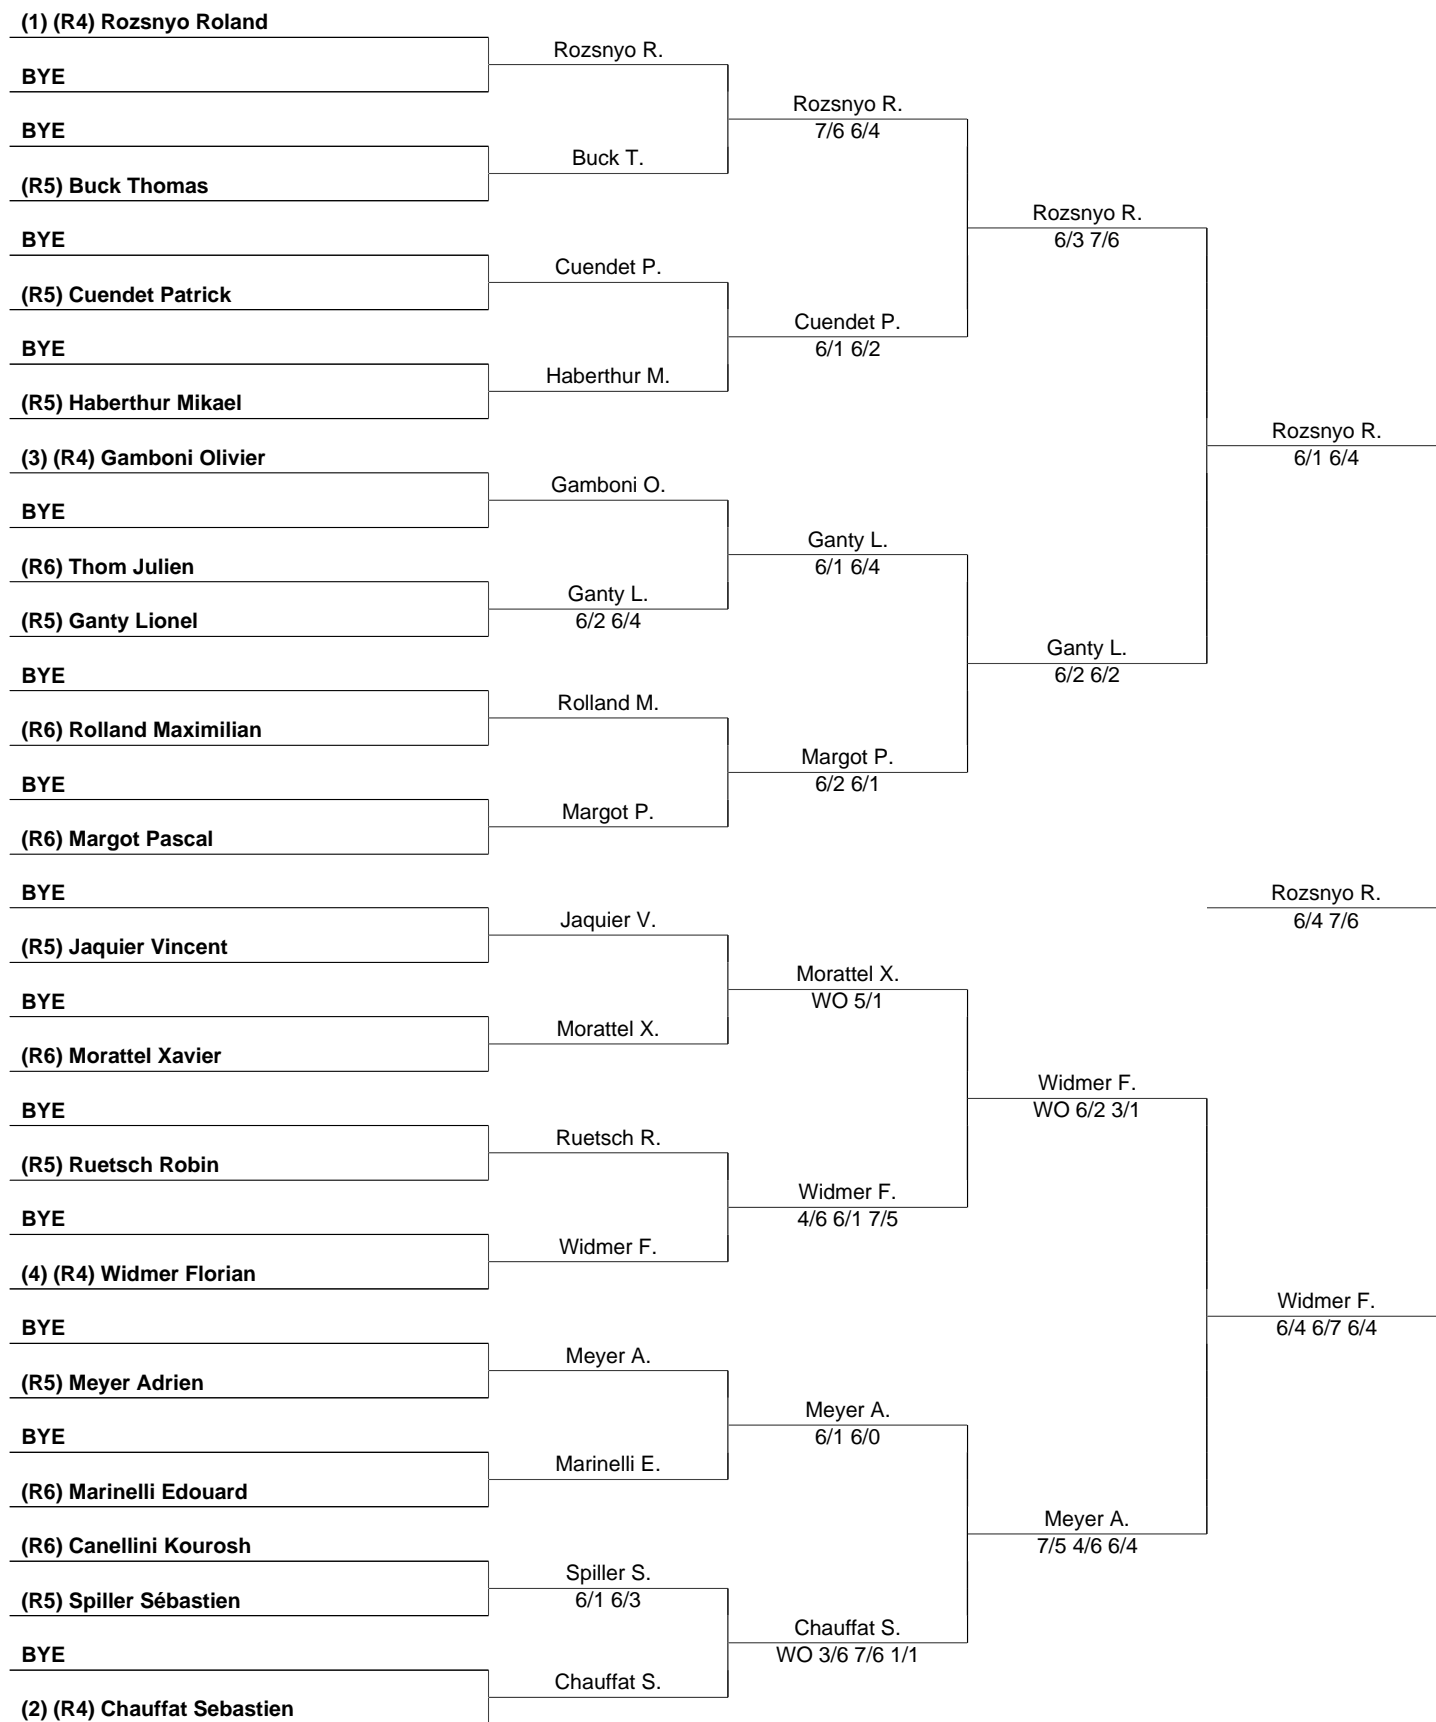 (1) (R4) Rozsnyo Roland
Rozsnyo R.
BYE
Rozsnyo R.
7/6 6/4
BYE
Buck T.
(R5) Buck Thomas
Rozsnyo R.
6/3 7/6
BYE
Cuendet P.
(R5) Cuendet Patrick
Cuendet P.
6/1 6/2
BYE
Haberthur M.
(R5) Haberthur Mikael
Rozsnyo R.
6/1 6/4
(3) (R4) Gamboni Olivier
Gamboni O.
BYE
Ganty L.
6/1 6/4
(R6) Thom Julien
Ganty L.
6/2 6/4
(R5) Ganty Lionel
Ganty L.
6/2 6/2
BYE
Rolland M.
(R6) Rolland Maximilian
Margot P.
6/2 6/1
BYE
Margot P.
(R6) Margot Pascal
BYE
Rozsnyo R.
6/4 7/6
Jaquier V.
(R5) Jaquier Vincent
Morattel X.
WO 5/1
BYE
Morattel X.
(R6) Morattel Xavier
Widmer F.
WO 6/2 3/1
BYE
Ruetsch R.
(R5) Ruetsch Robin
Widmer F.
4/6 6/1 7/5
BYE
Widmer F.
(4) (R4) Widmer Florian
Widmer F.
6/4 6/7 6/4
BYE
Meyer A.
(R5) Meyer Adrien
Meyer A.
6/1 6/0
BYE
Marinelli E.
(R6) Marinelli Edouard
Meyer A.
7/5 4/6 6/4
(R6) Canellini Kourosh
Spiller S.
6/1 6/3
(R5) Spiller Sébastien
Chauffat S.
WO 3/6 7/6 1/1
BYE
Chauffat S.
(2) (R4) Chauffat Sebastien